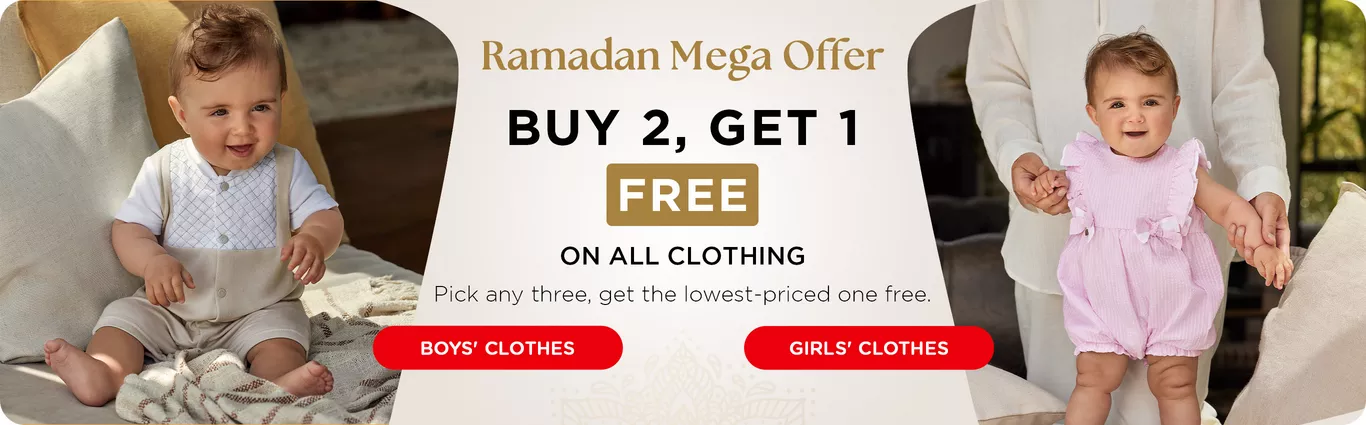 Ramadan Mega Offer
BUY 2, GET 1
FREE
ON ALL CLOTHING
Pick any three, get the lowest-priced one free.
BOYS' CLOTHES
GIRLS' CLOTHES